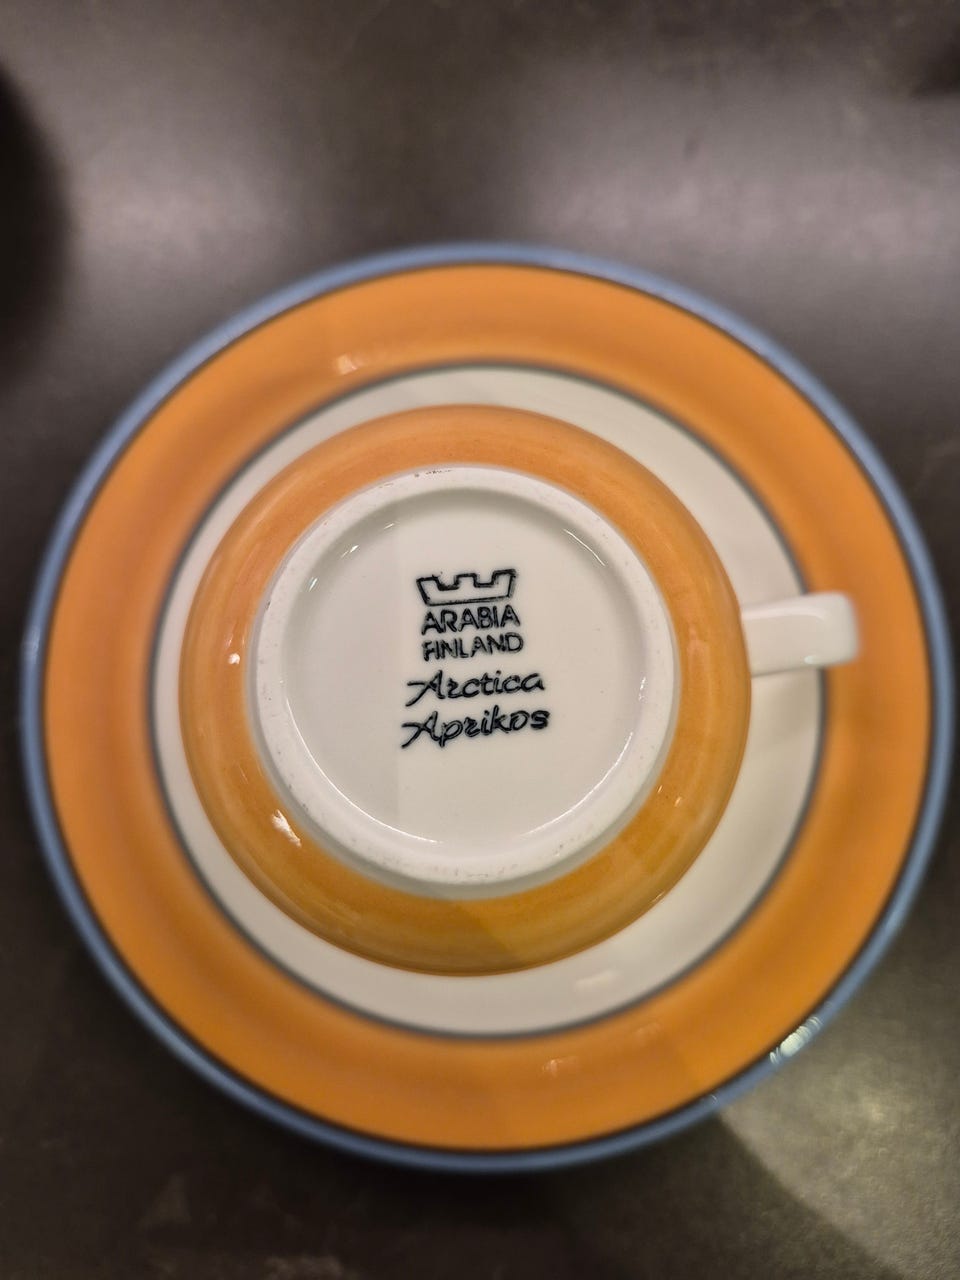 ARABIA
FINLAND
Arctica
Aprikos